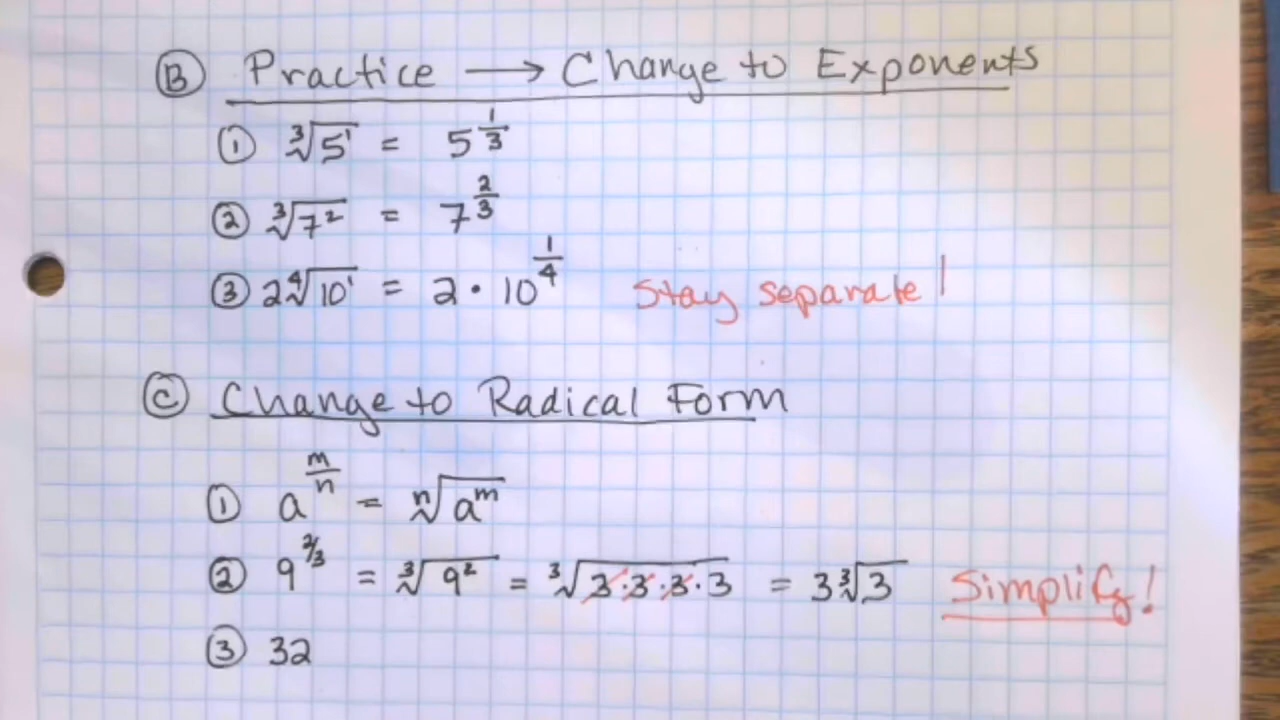 Ⓑ Practice → Change to Exponents
① ∛5¹ = 5^(1/3)
② ∛7² = 7^(2/3)
③ 2∜10¹ = 2 · 10^(1/4) Stay separate!
Ⓒ Change to Radical Form
① a^(m/n) = ⁿ√a^m
② 9^(2/3) = ∛9² = ∛3·3·3·3 = 3∛3 Simplify!
③ 32